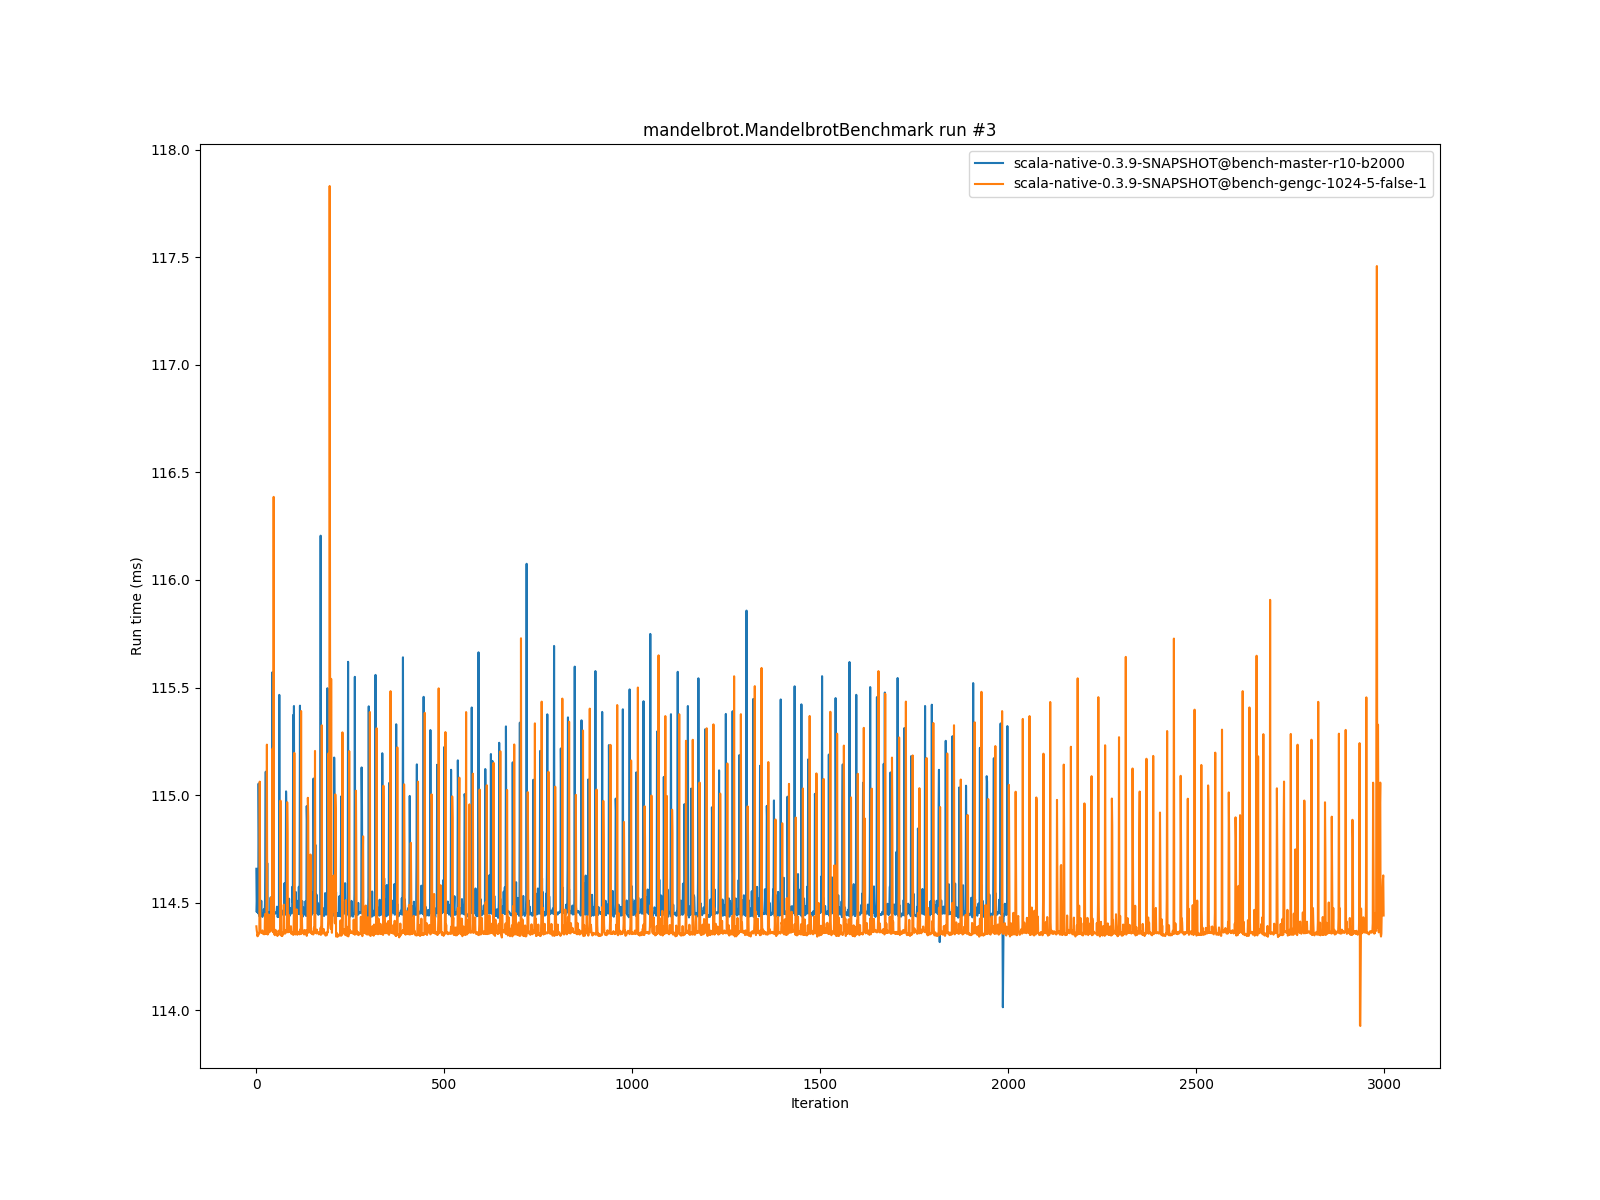 mandelbrot.MandelbrotBenchmark run #3
scala-native-0.3.9-SNAPSHOT@bench-master-r10-b2000
scala-native-0.3.9-SNAPSHOT@bench-gengc-1024-5-false-1
118.0
117.5
117.0
116.5
116.0
115.5
115.0
114.5
114.0
Run time (ms)
0 500 1000 1500 2000 2500 3000
Iteration